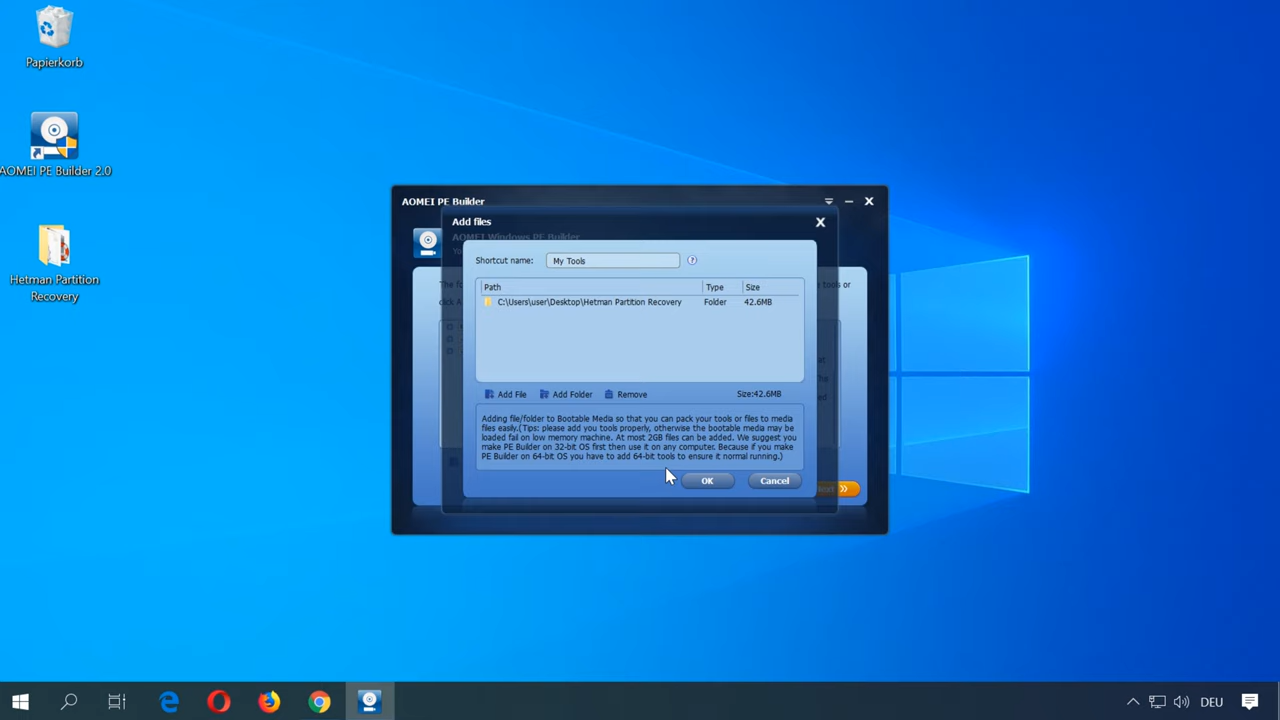 Papierkorb
AOMEI PE Builder 2.0
Hetman Partition
Recovery
AOMEI PE Builder
Add files
AOMEI Windows PE Builder
Shortcut name:
My Tools
Path Type Size
C:\Users\user\Desktop\Hetman Partition Recovery Folder 42.6MB
Add File Add Folder Remove Size:42.6MB
Adding file/folder to Bootable Media so that you can pack your tools or files to media
files easily.(Tips: please add you tools properly, otherwise the bootable media may be
loaded fail on low memory machine. At most 2GB files can be added. We suggest you
make PE Builder on 32-bit OS first then use it on any computer. Because if you make
PE Builder on 64-bit OS you have to add 64-bit tools to ensure it normal running.)
OK Cancel
DEU